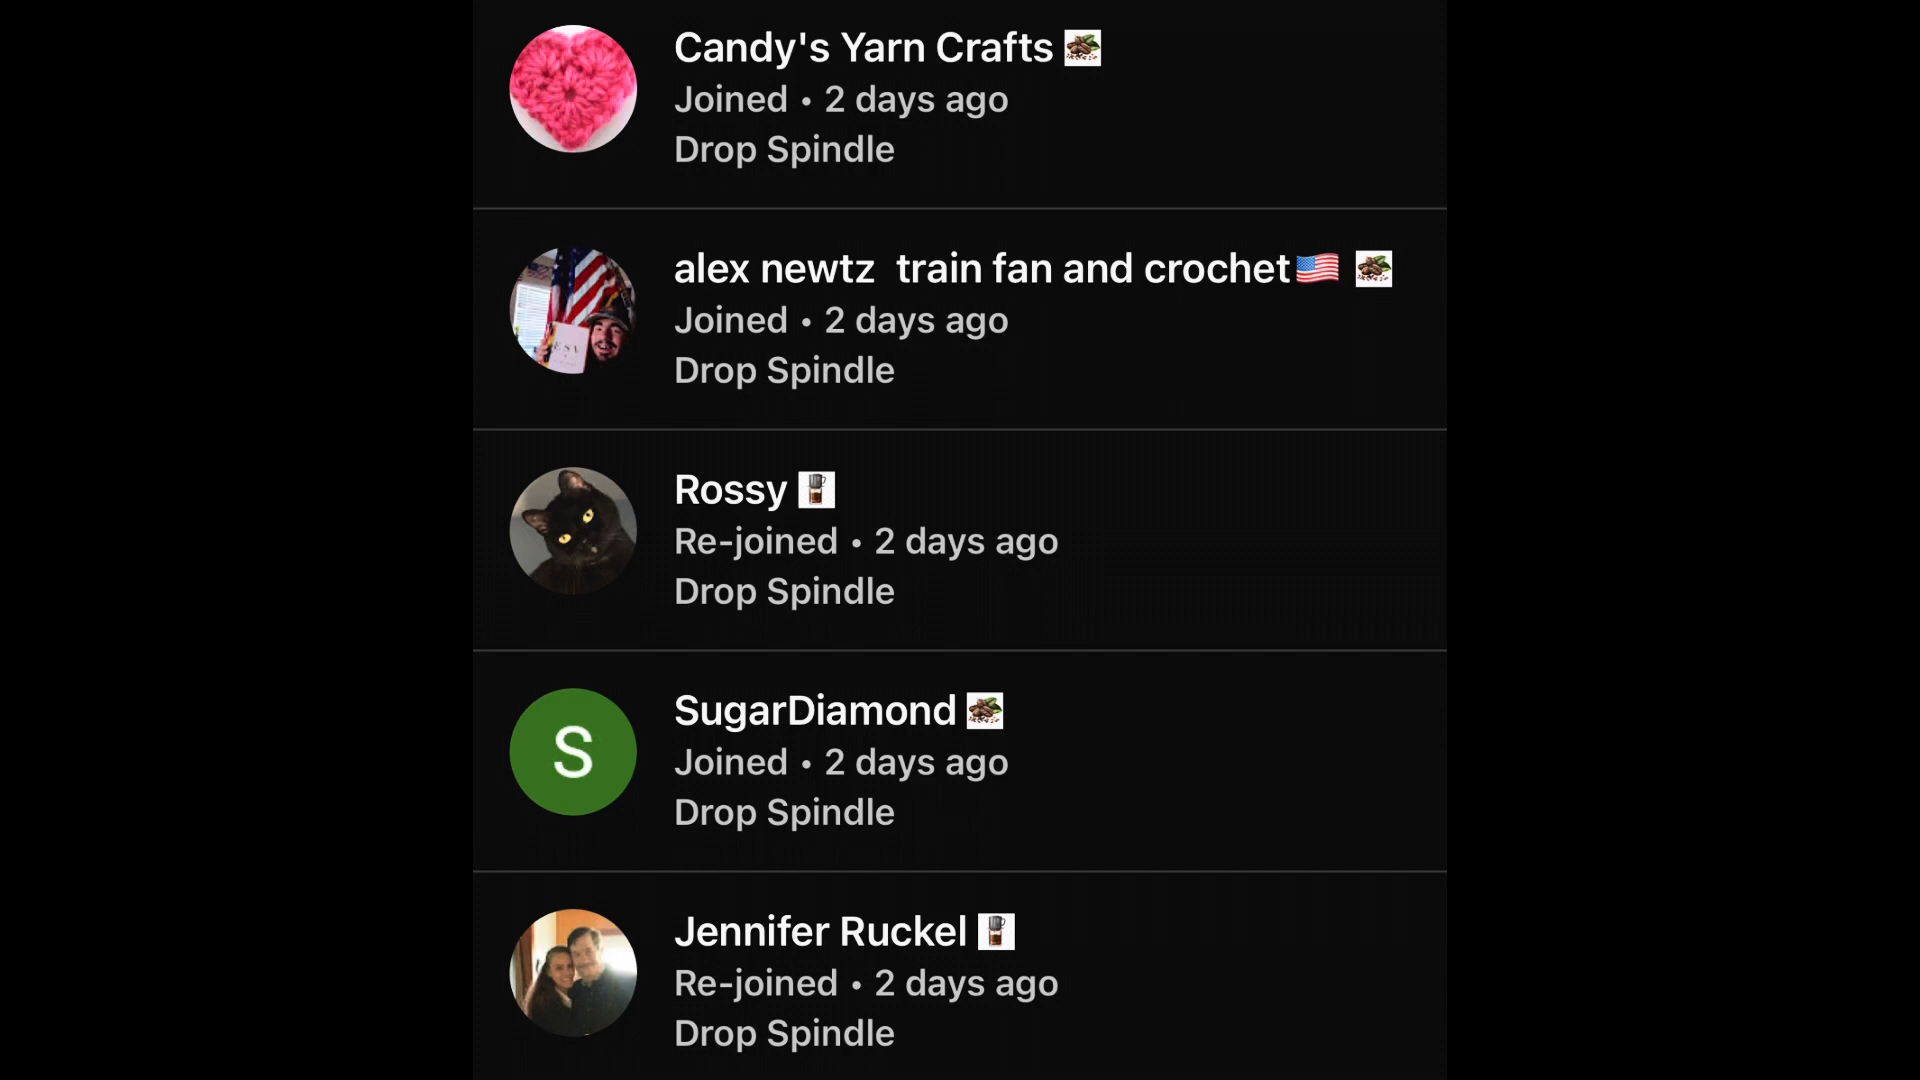 Candy's Yarn Crafts
Joined • 2 days ago
Drop Spindle
alex newtz  train fan and crochet🇺🇸
Joined • 2 days ago
Drop Spindle
ESV
Rossy
Re-joined • 2 days ago
Drop Spindle
S
SugarDiamond
Joined • 2 days ago
Drop Spindle
Jennifer Ruckel
Re-joined • 2 days ago
Drop Spindle